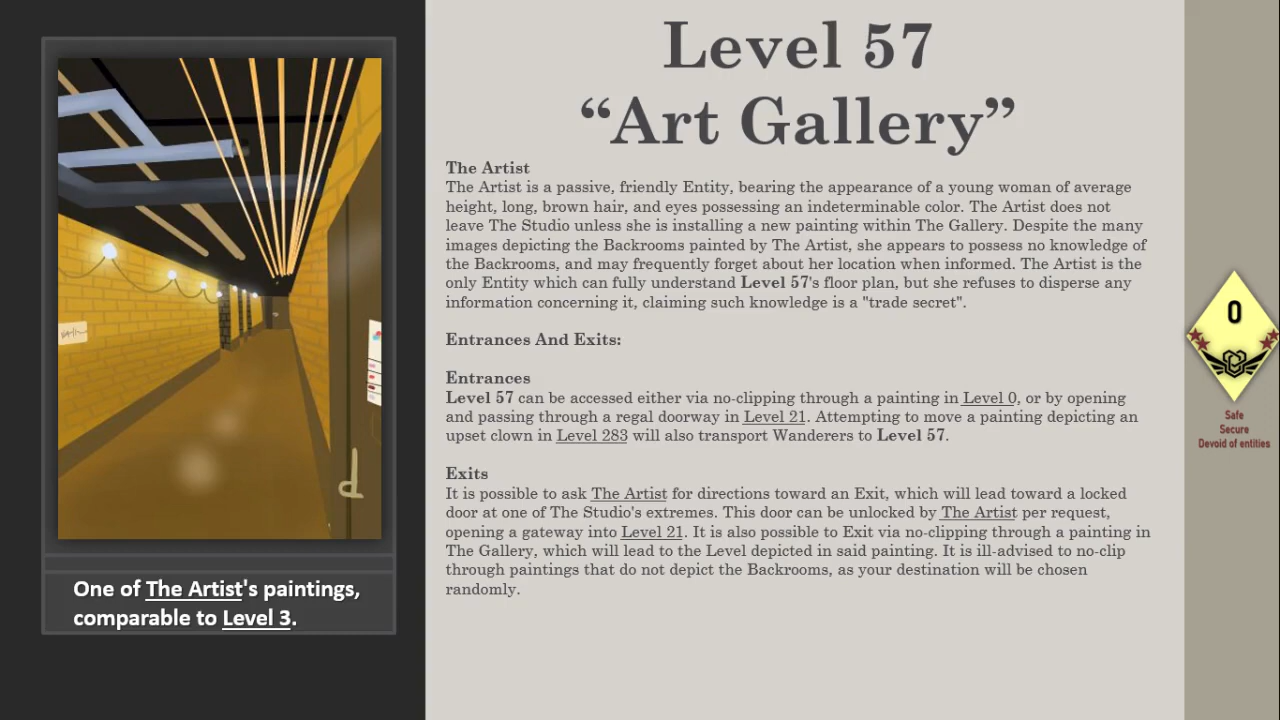 Level 57
“Art Gallery”
The Artist
The Artist is a passive, friendly Entity, bearing the appearance of a young woman of average
height, long, brown hair, and eyes possessing an indeterminable color. The Artist does not
leave The Studio unless she is installing a new painting within The Gallery. Despite the many
images depicting the Backrooms painted by The Artist, she appears to possess no knowledge of
the Backrooms, and may frequently forget about her location when informed. The Artist is the
only Entity which can fully understand Level 57's floor plan, but she refuses to disperse any
information concerning it, claiming such knowledge is a "trade secret".
Entrances And Exits:
Entrances
Level 57 can be accessed either via no-clipping through a painting in Level 0, or by opening
and passing through a regal doorway in Level 21. Attempting to move a painting depicting an
upset clown in Level 283 will also transport Wanderers to Level 57.
Exits
It is possible to ask The Artist for directions toward an Exit, which will lead toward a locked
door at one of The Studio's extremes. This door can be unlocked by The Artist per request,
opening a gateway into Level 21. It is also possible to Exit via no-clipping through a painting in
The Gallery, which will lead to the Level depicted in said painting. It is ill-advised to no-clip
through paintings that do not depict the Backrooms, as your destination will be chosen
randomly.
One of The Artist's paintings,
comparable to Level 3.
d
0
Safe
Secure
Devoid of entities